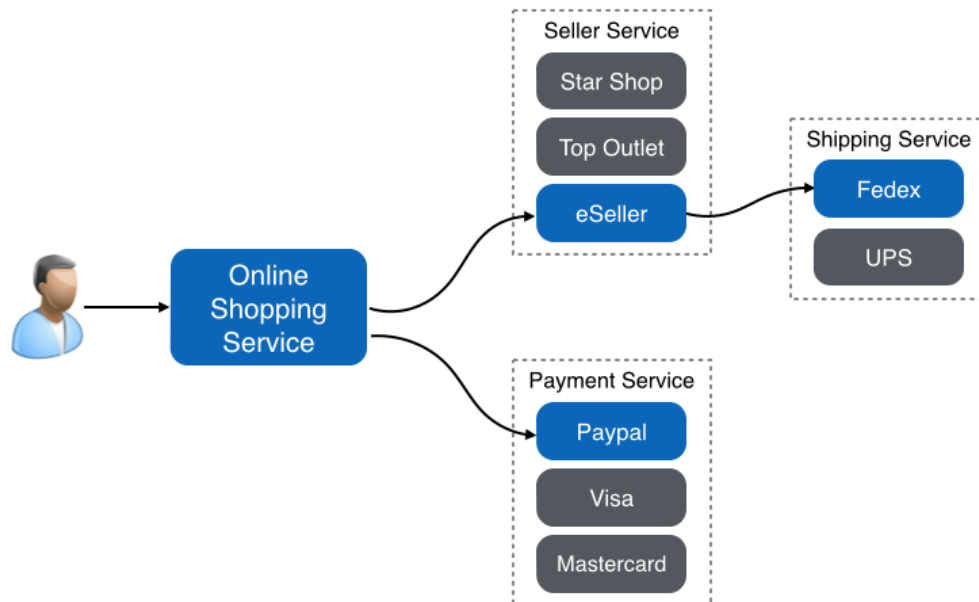 Seller Service
Star Shop
Top Outlet
eSeller
Shipping Service
Fedex
UPS
Online
Shopping
Service
Payment Service
Paypal
Visa
Mastercard